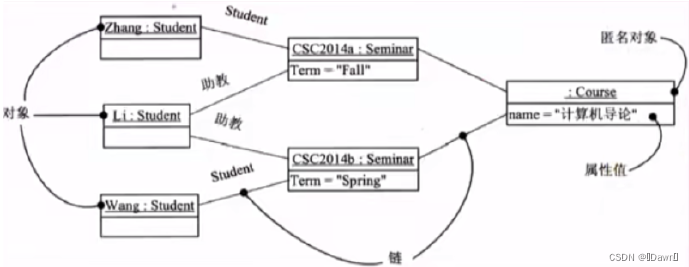 Zhang : Student
Student
CSC2014a : Seminar
Term = "Fall"
匿名对象
助教
: Course
name = "计算机导论"
对象
Li : Student
助教
CSC2014b : Seminar
Term = "Spring"
属性值
Student
Wang : Student
链
CSDN @Dawn